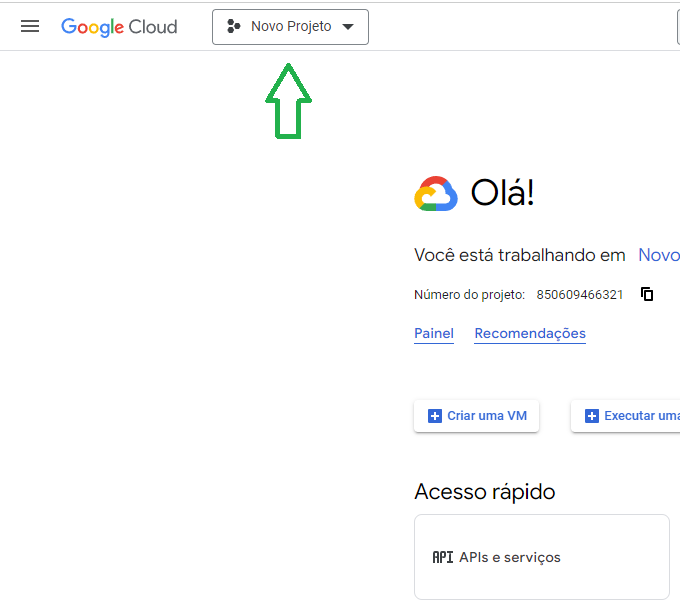 Google Cloud
Novo Projeto
Olá!
Você está trabalhando em Novo
Número do projeto: 850609466321
Painel Recomendações
Criar uma VM Executar uma
Acesso rápido
API APIs e serviços